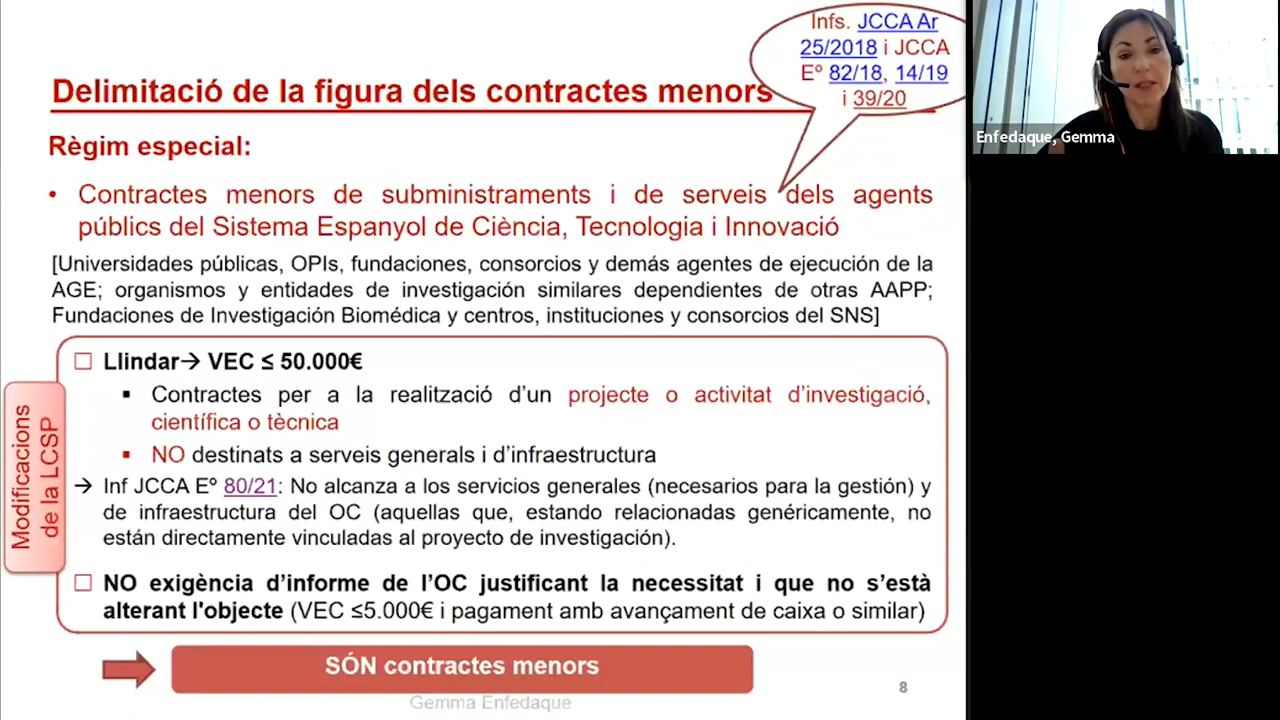 Infs. JCCA Ar
25/2018 i JCCA
Eº 82/18, 14/19
i 39/20
Delimitació de la figura dels contractes menors
Règim especial:
• Contractes menors de subministraments i de serveis dels agents
públics del Sistema Espanyol de Ciència, Tecnologia i Innovació
[Universidades públicas, OPIs, fundaciones, consorcios y demás agentes de ejecución de la
AGE; organismos y entidades de investigación similares dependientes de otras AAPP;
Fundaciones de Investigación Biomédica y centros, instituciones y consorcios del SNS]
Modificacions
de la LCSP
☐ Llindar→ VEC ≤ 50.000€
▪ Contractes per a la realització d’un projecte o activitat d’investigació,
científica o tècnica
▪ NO destinats a serveis generals i d’infraestructura
→ Inf JCCA Eº 80/21: No alcanza a los servicios generales (necesarios para la gestión) y
de infraestructura del OC (aquellas que, estando relacionadas genéricamente, no
están directamente vinculadas al proyecto de investigación).
☐ NO exigència d’informe de l’OC justificant la necessitat i que no s’està
alterant l'objecte (VEC ≤5.000€ i pagament amb avançament de caixa o similar)
SÓN contractes menors
Gemma Enfedaque
8
Enfedaque, Gemma